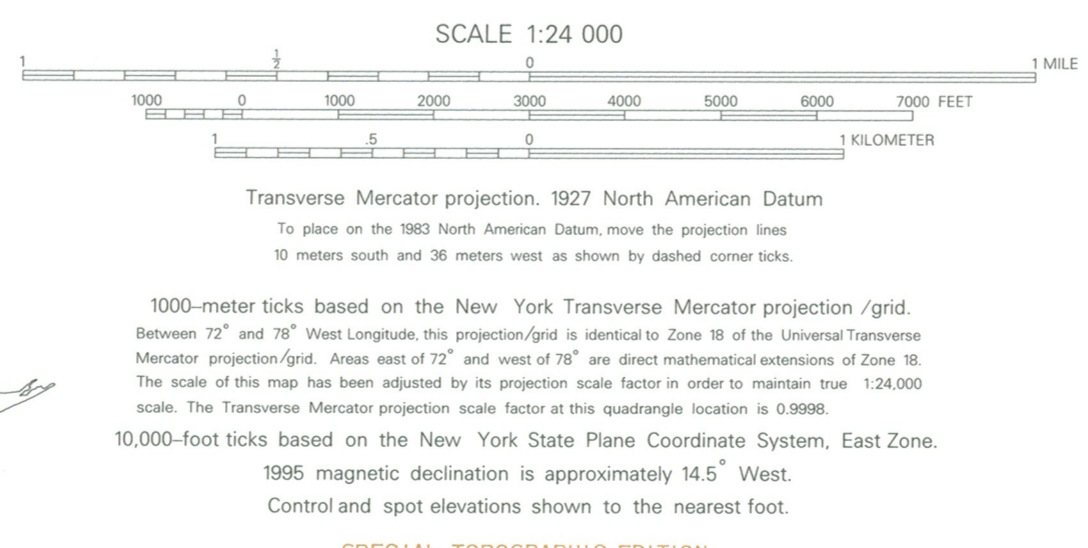 SCALE 1:24 000
1 ½ 0 1 MILE
1000 0 1000 2000 3000 4000 5000 6000 7000 FEET
1 .5 0 1 KILOMETER
Transverse Mercator projection. 1927 North American Datum
To place on the 1983 North American Datum, move the projection lines
10 meters south and 36 meters west as shown by dashed corner ticks.
1000–meter ticks based on the New York Transverse Mercator projection /grid.
Between 72° and 78° West Longitude, this projection/grid is identical to Zone 18 of the Universal Transverse
Mercator projection/grid. Areas east of 72° and west of 78° are direct mathematical extensions of Zone 18.
The scale of this map has been adjusted by its projection scale factor in order to maintain true 1:24,000
scale. The Transverse Mercator projection scale factor at this quadrangle location is 0.9998.
10,000–foot ticks based on the New York State Plane Coordinate System, East Zone.
1995 magnetic declination is approximately 14.5° West.
Control and spot elevations shown to the nearest foot.
SPECIAL TOPOGRAPHIC EDITION